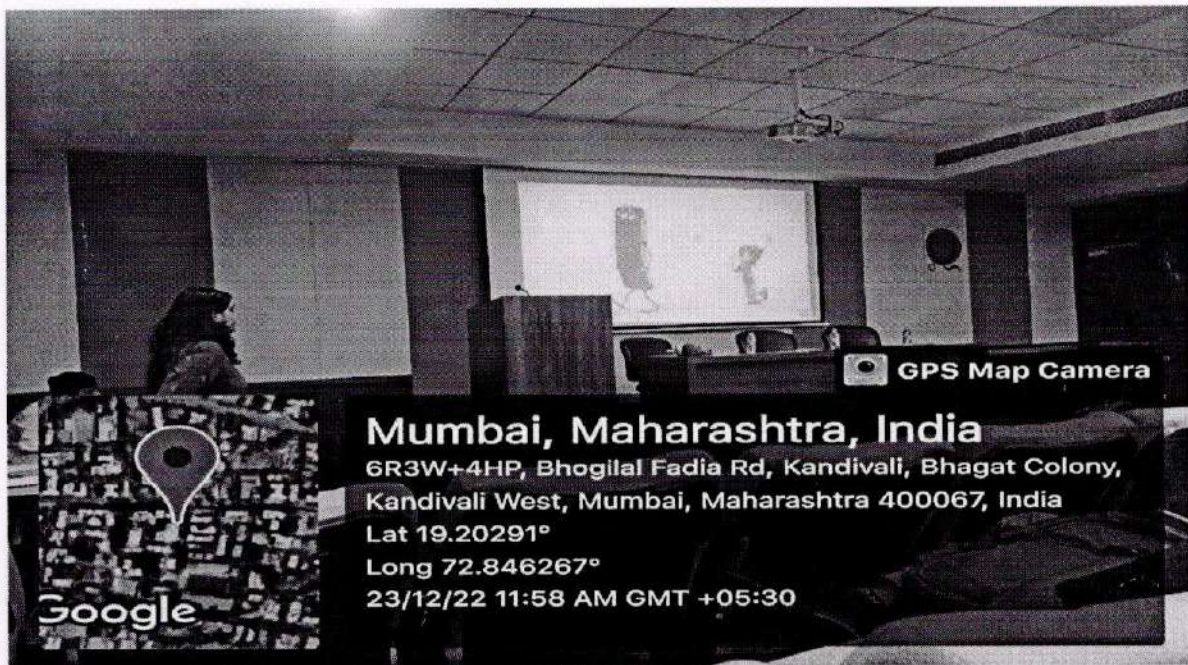 GPS Map Camera
Mumbai, Maharashtra, India
6R3W+4HP, Bhogilal Fadia Rd, Kandivali, Bhagat Colony,
Kandivali West, Mumbai, Maharashtra 400067, India
Lat 19.20291°
Long 72.846267°
23/12/22 11:58 AM GMT +05:30
Google